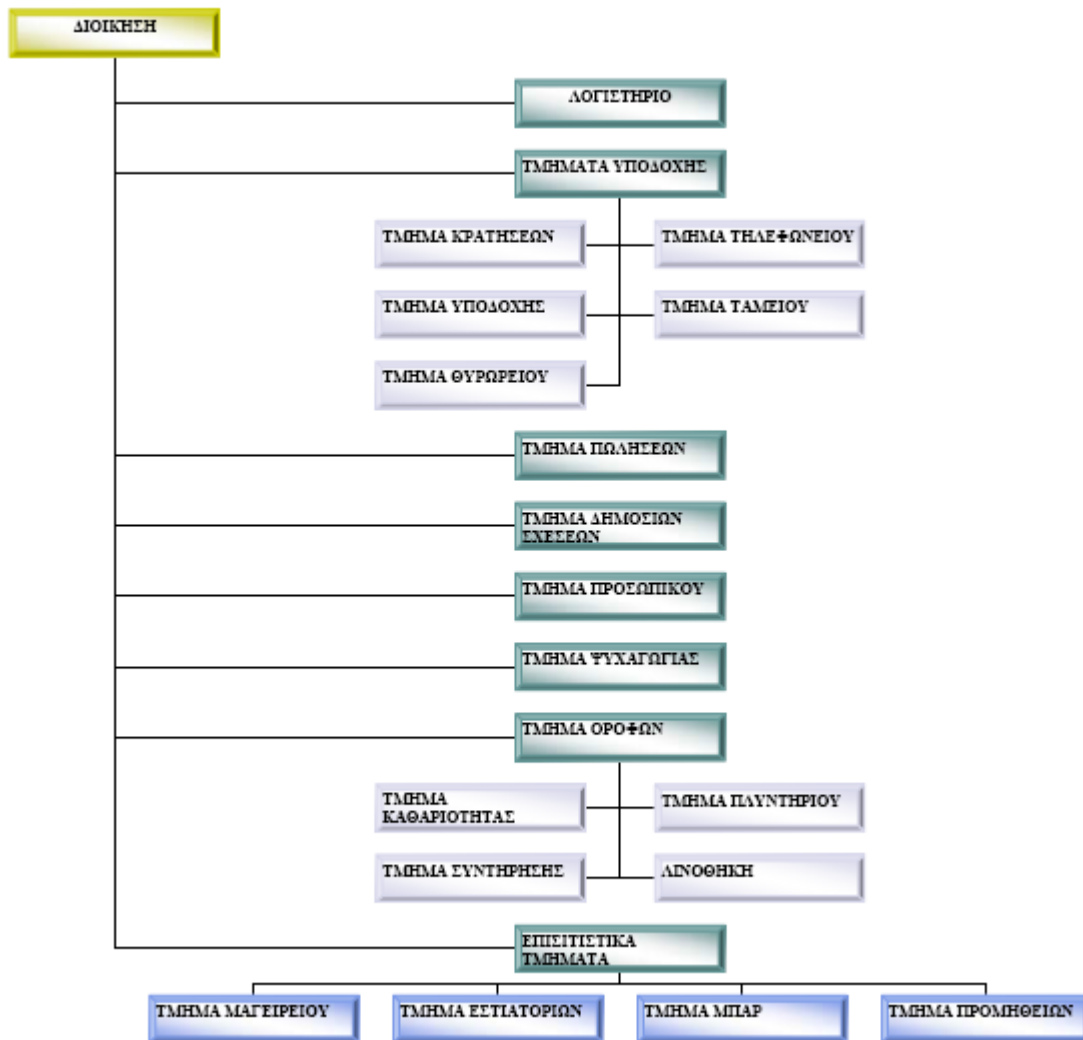 ΔΙΟΙΚΗΣΗ
ΛΟΓΙΣΤΗΡΙΟ
ΤΜΗΜΑΤΑ ΥΠΟΔΟΧΗΣ
ΤΜΗΜΑ ΚΡΑΤΗΣΕΩΝ
ΤΜΗΜΑ ΤΗΛΕΦΩΝΕΙΟΥ
ΤΜΗΜΑ ΥΠΟΔΟΧΗΣ
ΤΜΗΜΑ ΤΑΜΕΙΟΥ
ΤΜΗΜΑ ΘΥΡΩΡΕΙΟΥ
ΤΜΗΜΑ ΠΩΛΗΣΕΩΝ
ΤΜΗΜΑ ΔΗΜΟΣΙΩΝ
ΣΧΕΣΕΩΝ
ΤΜΗΜΑ ΠΡΟΣΩΠΙΚΟΥ
ΤΜΗΜΑ ΨΥΧΑΓΩΓΙΑΣ
ΤΜΗΜΑ ΟΡΟΦΩΝ
ΤΜΗΜΑ
ΚΑΘΑΡΙΟΤΗΤΑΣ
ΤΜΗΜΑ ΠΛΥΝΤΗΡΙΟΥ
ΤΜΗΜΑ ΣΥΝΤΗΡΗΣΗΣ
ΛΙΝΟΘΗΚΗ
ΕΠΙΣΙΤΙΣΤΙΚΑ
ΤΜΗΜΑΤΑ
ΤΜΗΜΑ ΜΑΓΕΙΡΕΙΟΥ
ΤΜΗΜΑ ΕΣΤΙΑΤΟΡΙΩΝ
ΤΜΗΜΑ ΜΠΑΡ
ΤΜΗΜΑ ΠΡΟΜΗΘΕΙΩΝ